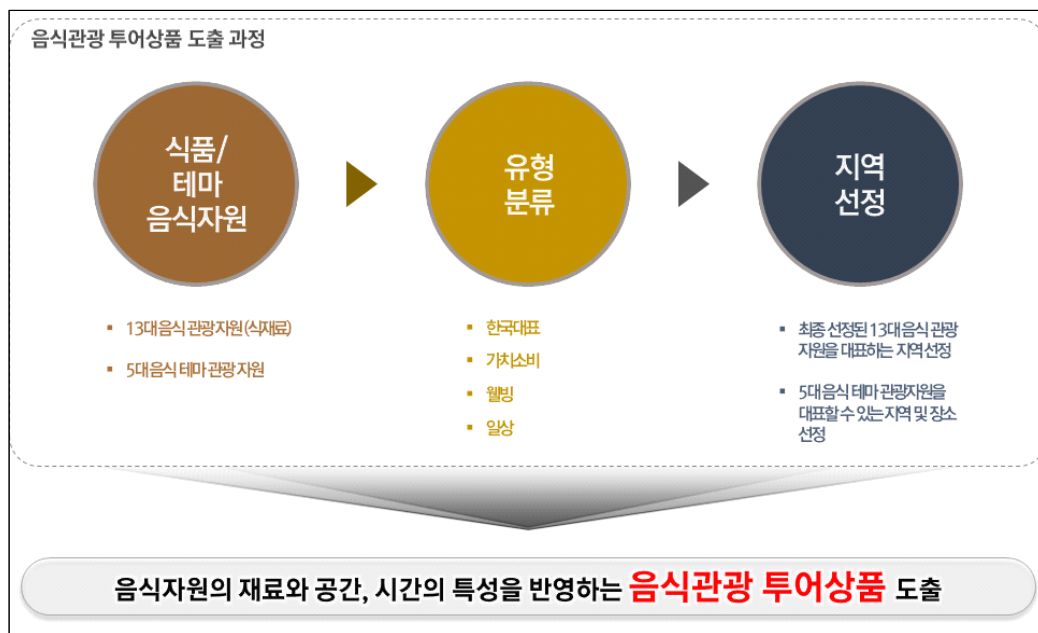 음식관광 투어상품 도출 과정
식품/
테마
음식자원
유형
분류
지역
선정
▪ 13대 음식 관광 자원 (식재료)
▪ 5대 음식 테마 관광 자원
▪ 한국대표
▪ 가치소비
▪ 웰빙
▪ 일상
▪ 최종 선정된 13대 음식 관광
자원을 대표하는 지역 선정
▪ 5대 음식 테마 관광자원을
대표할 수 있는 지역 및 장소
선정
음식자원의 재료와 공간, 시간의 특성을 반영하는 음식관광 투어상품 도출